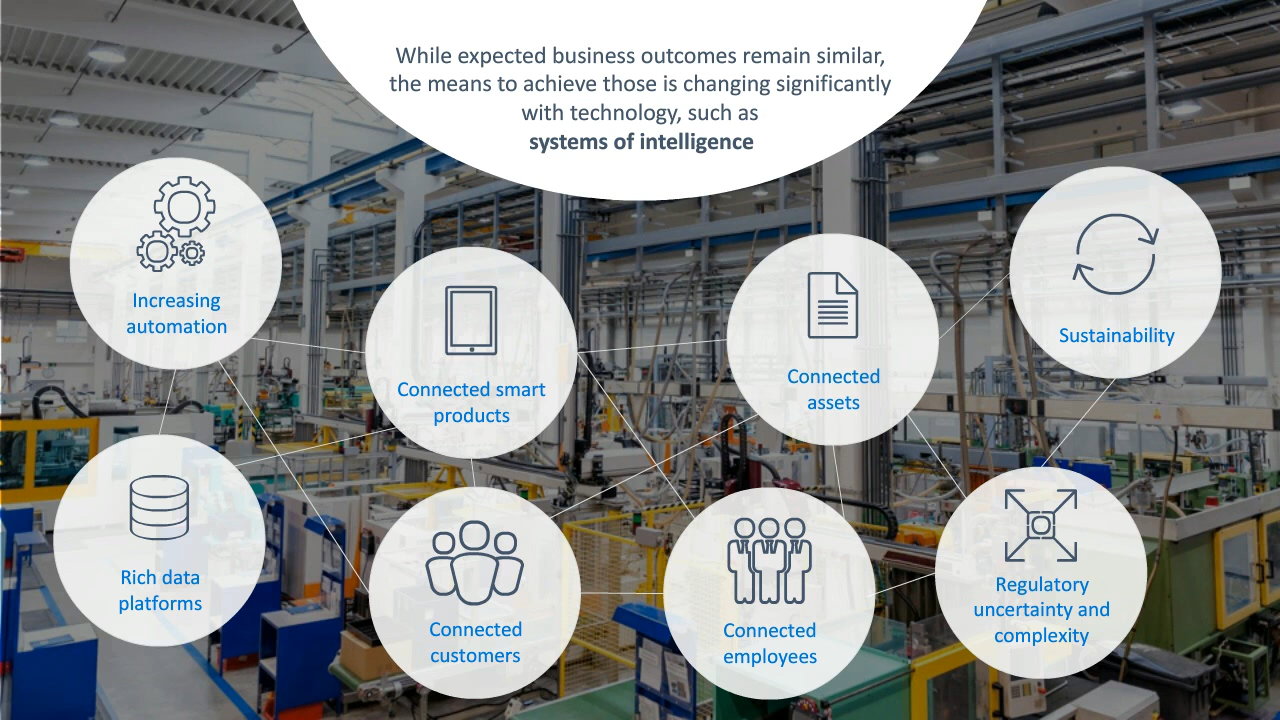 While expected business outcomes remain similar,
the means to achieve those is changing significantly
with technology, such as
systems of intelligence
Increasing
automation
Connected smart
products
Connected
assets
Sustainability
Rich data
platforms
Connected
customers
Connected
employees
Regulatory
uncertainty and
complexity